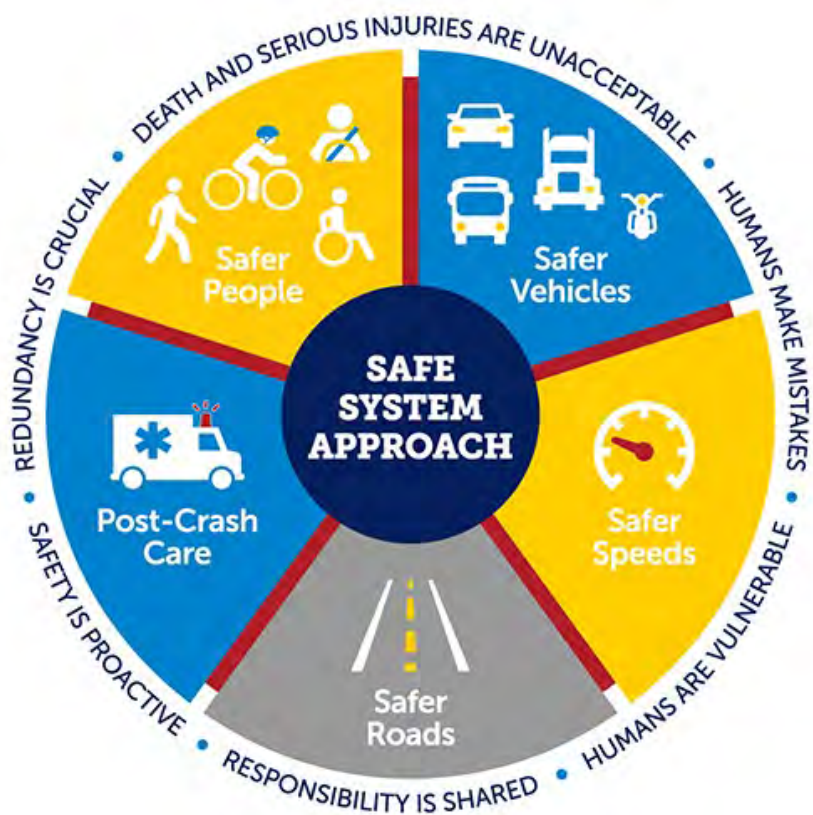 DEATH AND SERIOUS INJURIES ARE UNACCEPTABLE
HUMANS MAKE MISTAKES
HUMANS ARE VULNERABLE
RESPONSIBILITY IS SHARED
SAFETY IS PROACTIVE
REDUNDANCY IS CRUCIAL
Safer
People
Safer
Vehicles
SAFE
SYSTEM
APPROACH
Safer
Speeds
Safer
Roads
Post-Crash
Care